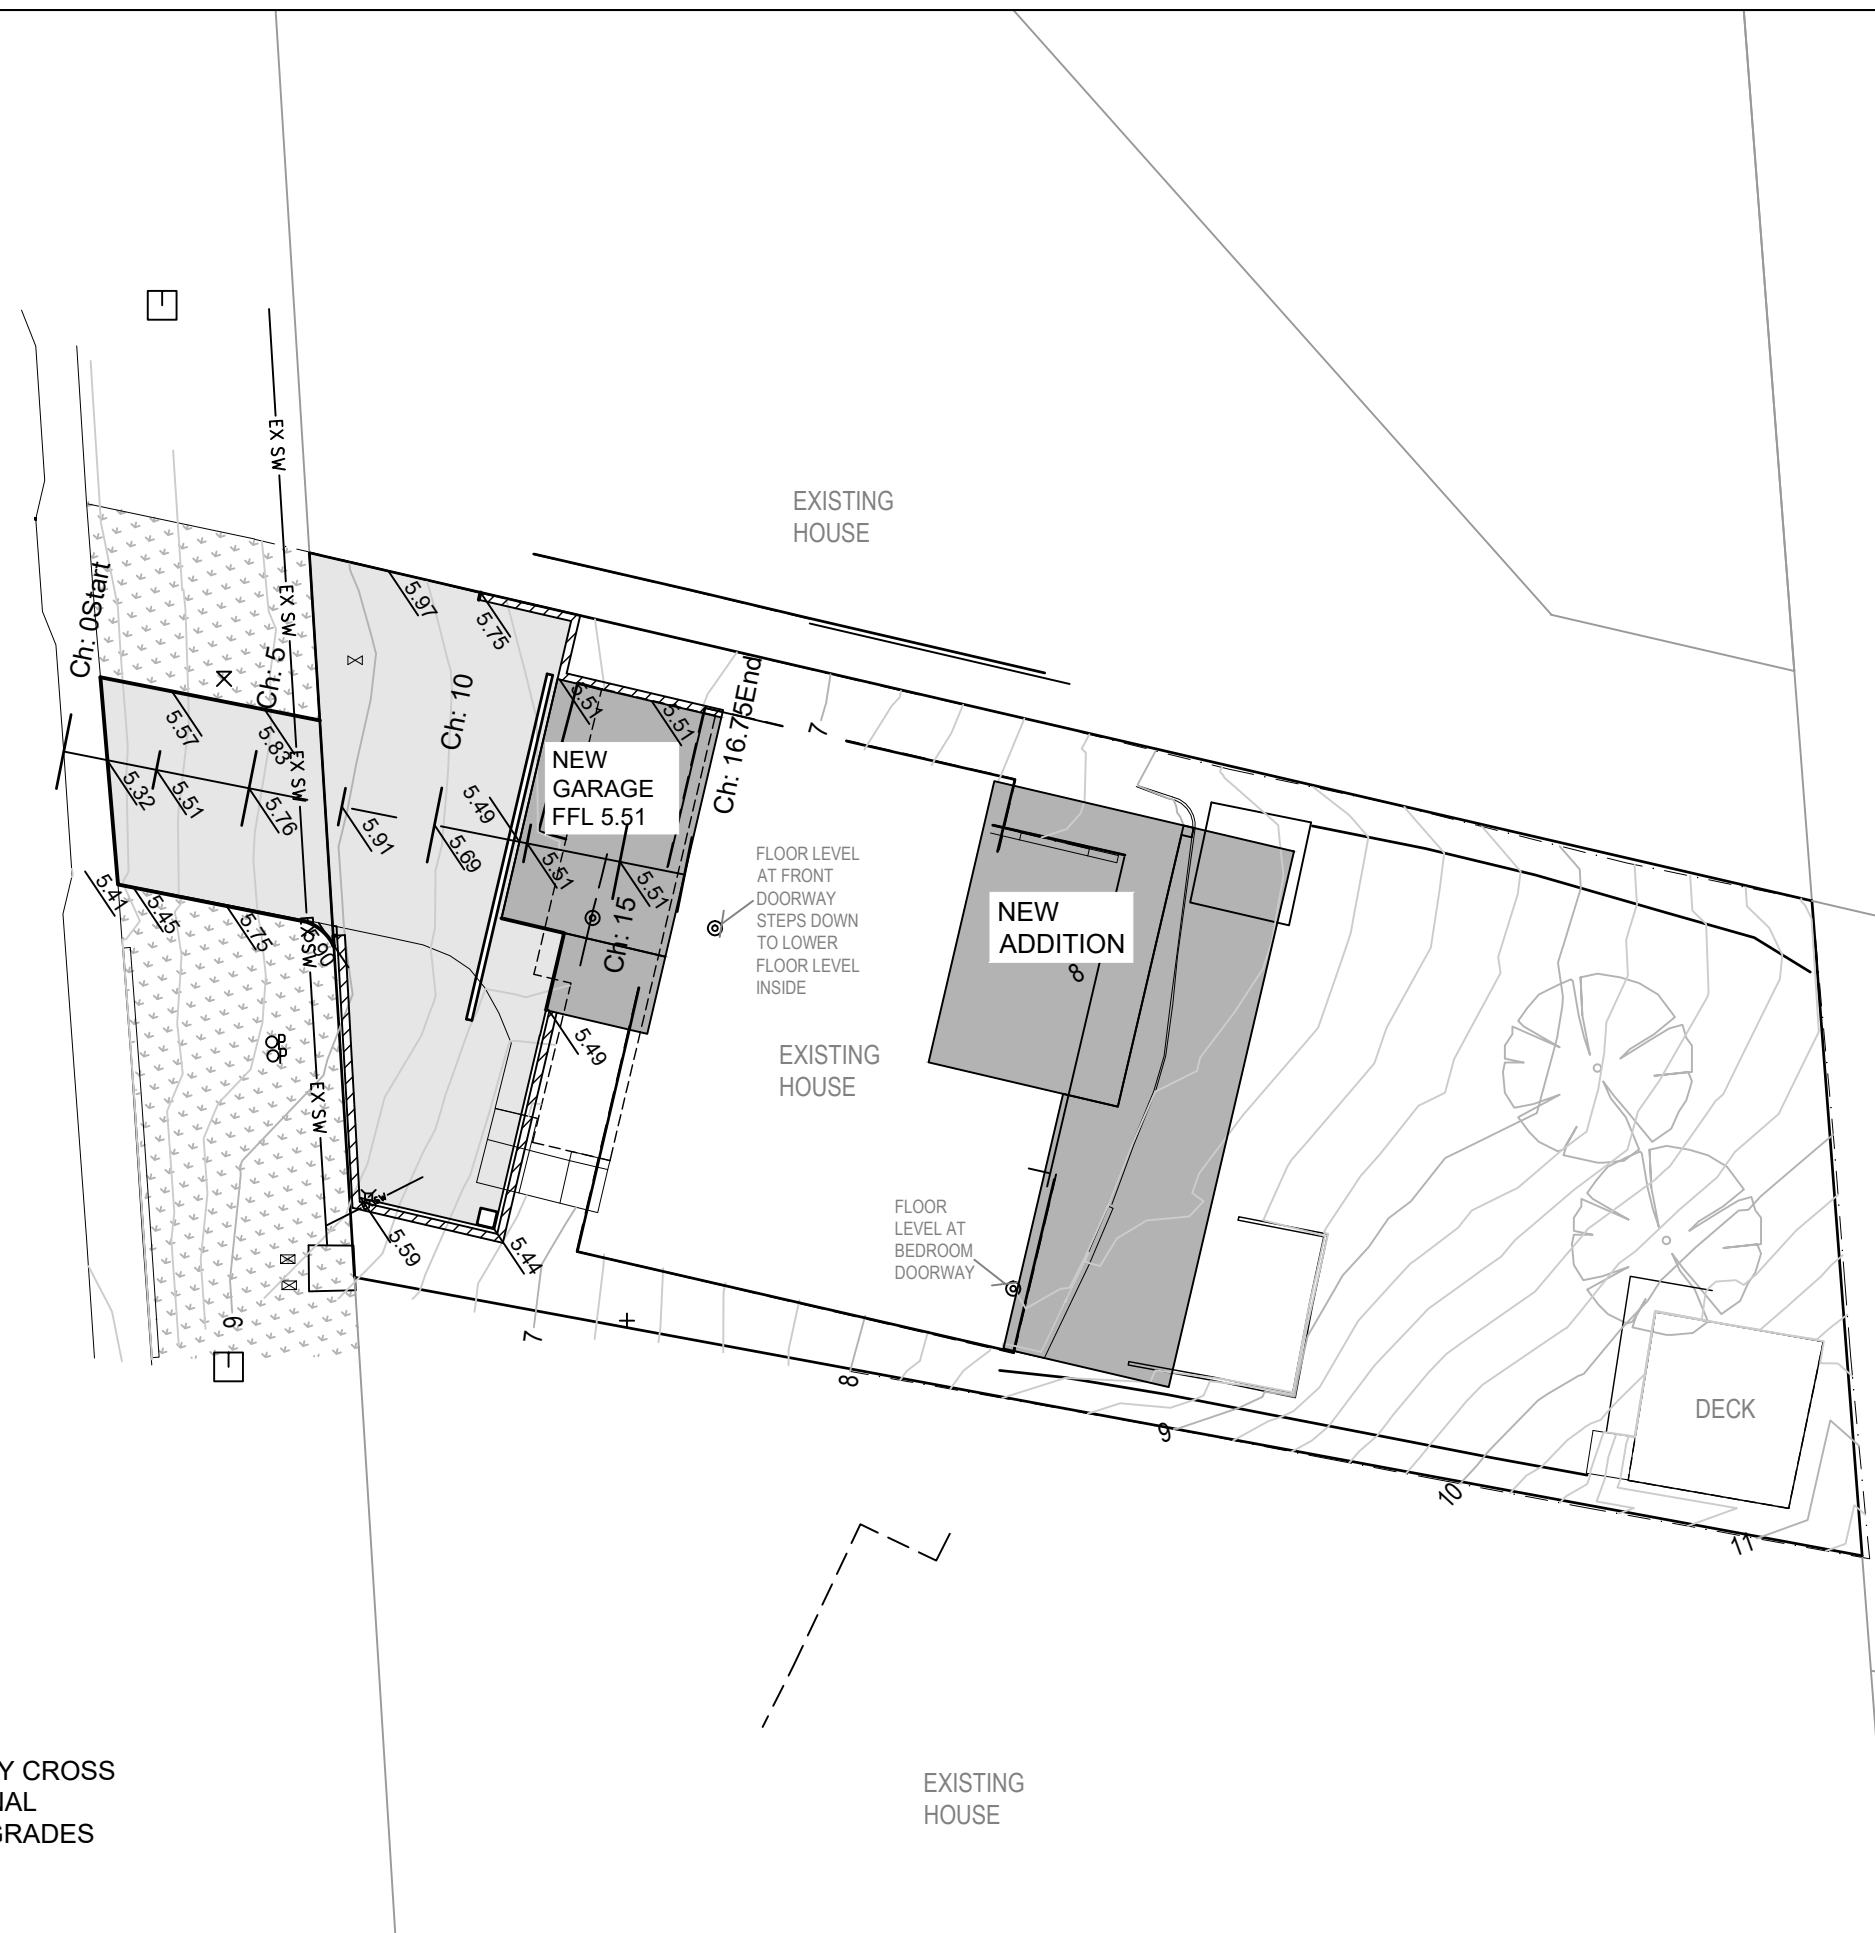 EXISTING
HOUSE
EX SW
EX SW
EX SW
EX SW
EX SW
Ch: 0Start
Ch: 5
Ch: 10
Ch: 15
Ch: 16.75End
5.97
5.75
5.51
5.51
5.57
5.83
5.32
5.51
5.76
5.91
5.69
5.49
5.51
5.51
5.41
5.45
5.75
5.90
5.49
5.59
5.44
7
NEW
GARAGE
FFL 5.51
FLOOR LEVEL
AT FRONT
DOORWAY
STEPS DOWN
TO LOWER
FLOOR LEVEL
INSIDE
NEW
ADDITION
8
EXISTING
HOUSE
FLOOR
LEVEL AT
BEDROOM
DOORWAY
6
7
8
9
10
11
DECK
Y CROSS
NAL
GRADES
EXISTING
HOUSE